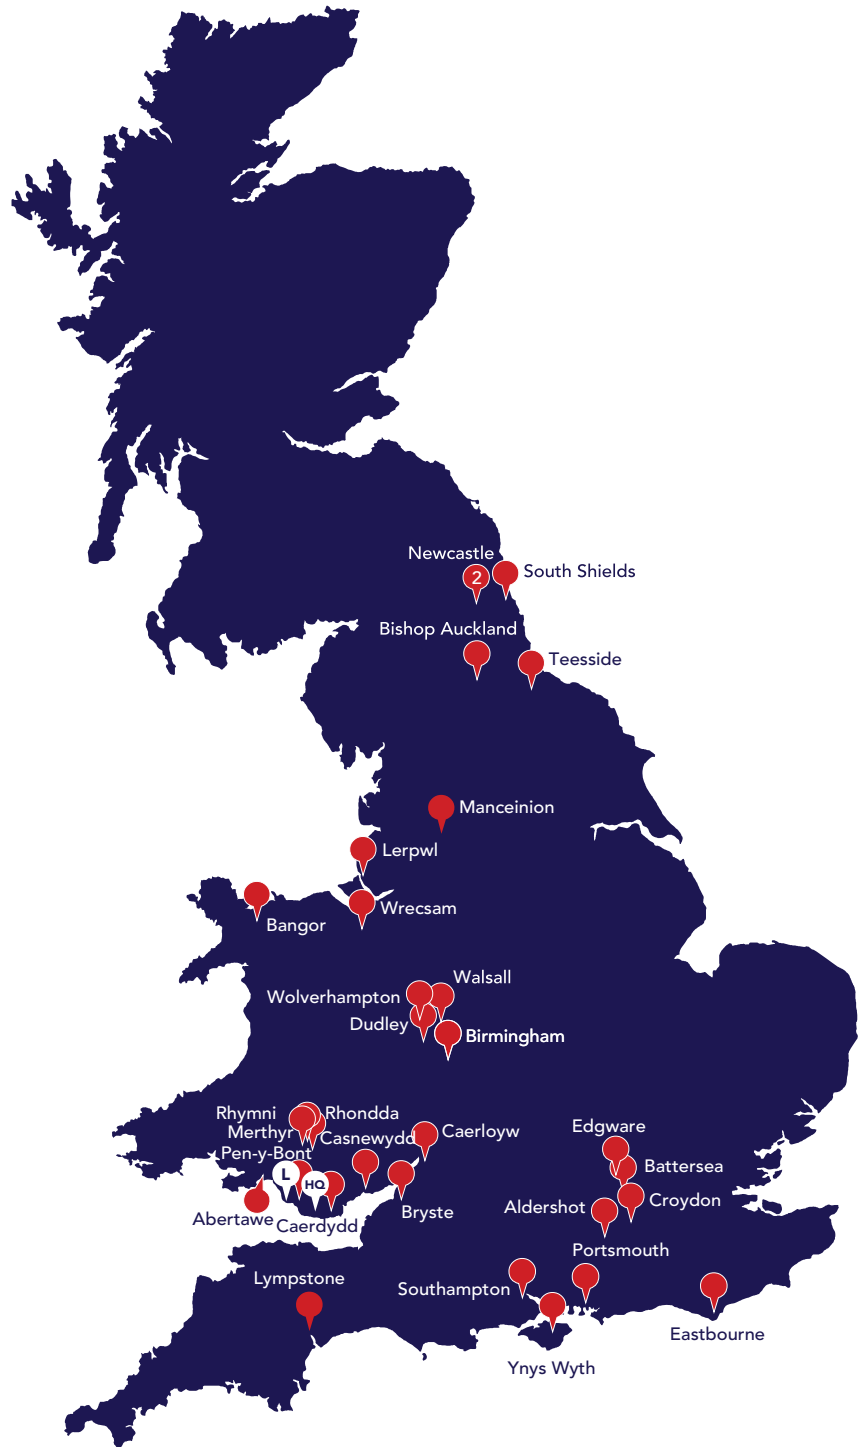 Newcastle
2
South Shields
Bishop Auckland
Teesside
Manceinion
Lerpwl
Wrecsam
Bangor
Walsall
Wolverhampton
Dudley
Birmingham
Rhymni
Rhondda
Merthyr
Casnewydd
Caerloyw
Edgware
Pen-y-Bont
Battersea
L
HQ
Croydon
Aldershot
Bryste
Abertawe
Caerdydd
Portsmouth
Lympstone
Southampton
Eastbourne
Ynys Wyth